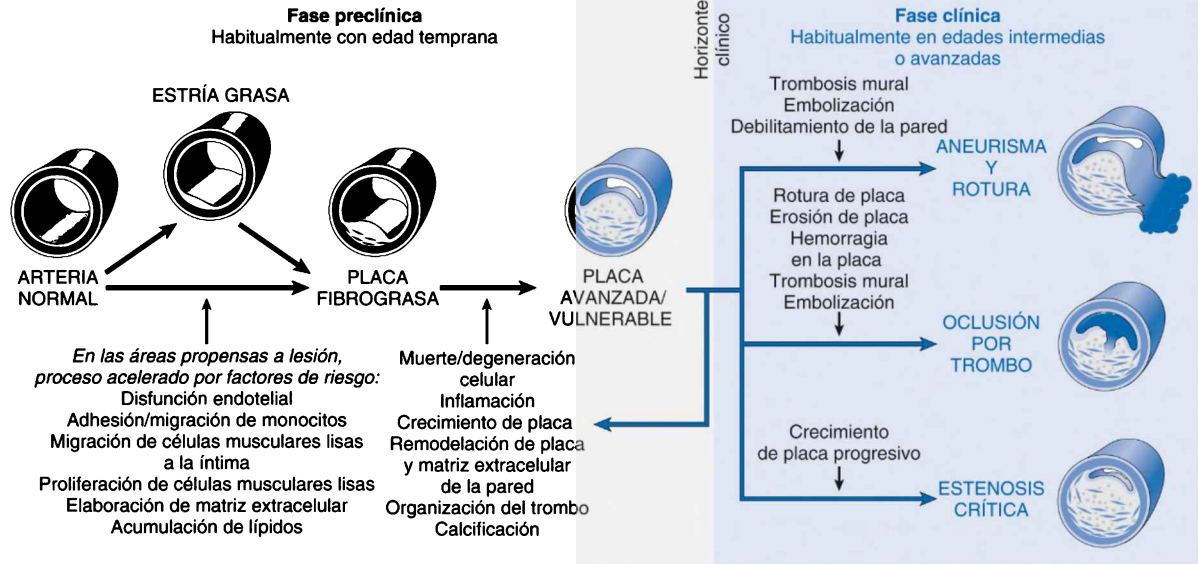 Fase preclínica
Habitualmente con edad temprana
ESTRÍA GRASA
ARTERIA
NORMAL
PLACA
FIBROGRASA
PLACA
AVANZADA/
VULNERABLE
En las áreas propensas a lesión,
proceso acelerado por factores de riesgo:
Disfunción endotelial
Adhesión/migración de monocitos
Migración de células musculares lisas
a la íntima
Proliferación de células musculares lisas
Elaboración de matriz extracelular
Acumulación de lípidos
Muerte/degeneración
celular
Inflamación
Crecimiento de placa
Remodelación de placa
y matriz extracelular
de la pared
Organización del trombo
Calcificación
Horizonte
clínico
Fase clínica
Habitualmente en edades intermedias
o avanzadas
Trombosis mural
Embolización
Debilitamiento de la pared
ANEURISMA
Y
ROTURA
Rotura de placa
Erosión de placa
Hemorragia
en la placa
Trombosis mural
Embolización
OCLUSIÓN
POR
TROMBO
Crecimiento
de placa progresivo
ESTENOSIS
CRÍTICA